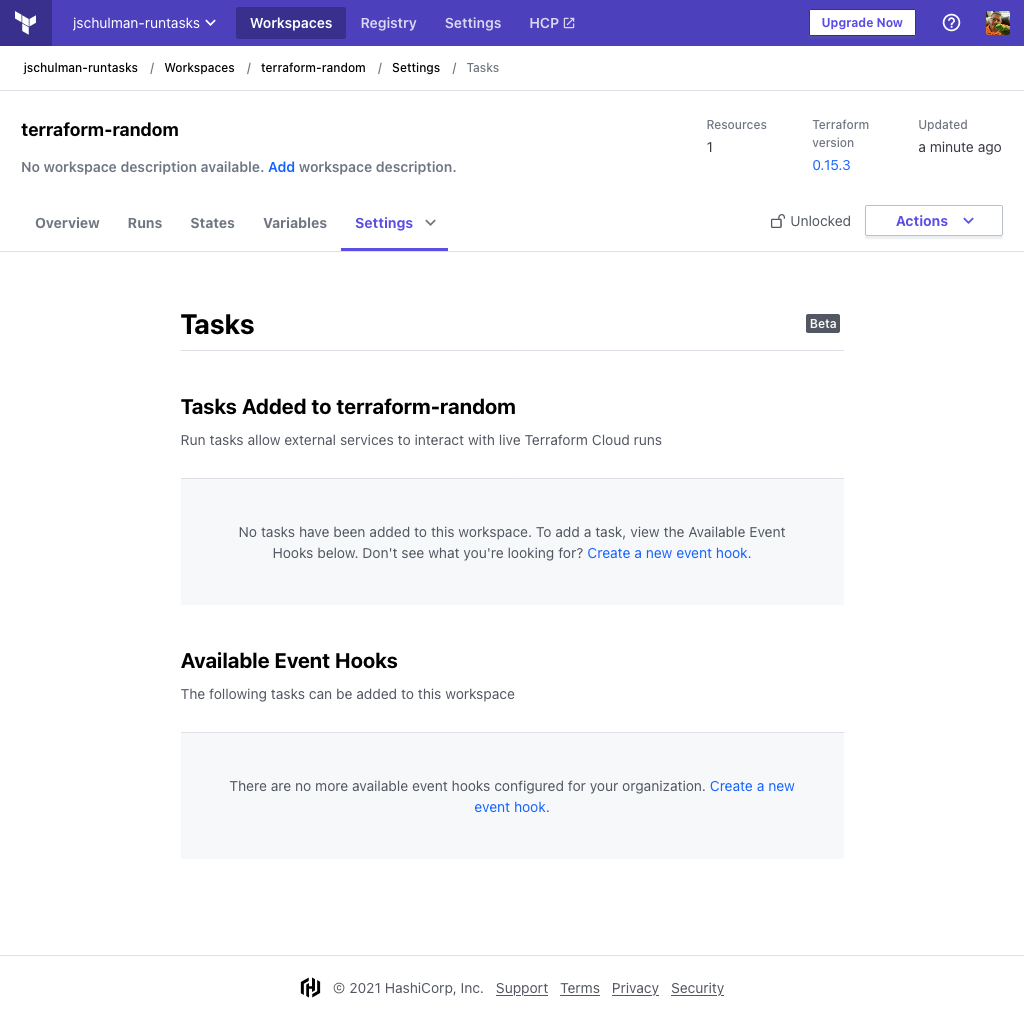 jschulman-runtasks Workspaces Registry Settings HCP Upgrade Now
jschulman-runtasks / Workspaces / terraform-random / Settings / Tasks
terraform-random
No workspace description available. Add workspace description.
Resources
1
Terraform
version
0.15.3
Updated
a minute ago
Overview Runs States Variables Settings Unlocked Actions
Tasks Beta
Tasks Added to terraform-random
Run tasks allow external services to interact with live Terraform Cloud runs
No tasks have been added to this workspace. To add a task, view the Available Event
Hooks below. Don't see what you're looking for? Create a new event hook.
Available Event Hooks
The following tasks can be added to this workspace
There are no more available event hooks configured for your organization. Create a new
event hook.
© 2021 HashiCorp, Inc. Support Terms Privacy Security